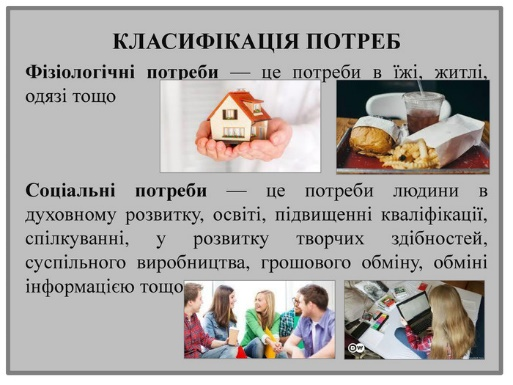 КЛАСИФІКАЦІЯ ПОТРЕБ
Фізіологічні потреби — це потреби в їжі, житлі,
одязі тощо
Соціальні потреби — це потреби людини в
духовному розвитку, освіті, підвищенні кваліфікації,
спілкуванні, у розвитку творчих здібностей,
суспільного виробництва, грошового обміну, обміні
інформацією тощо
DW